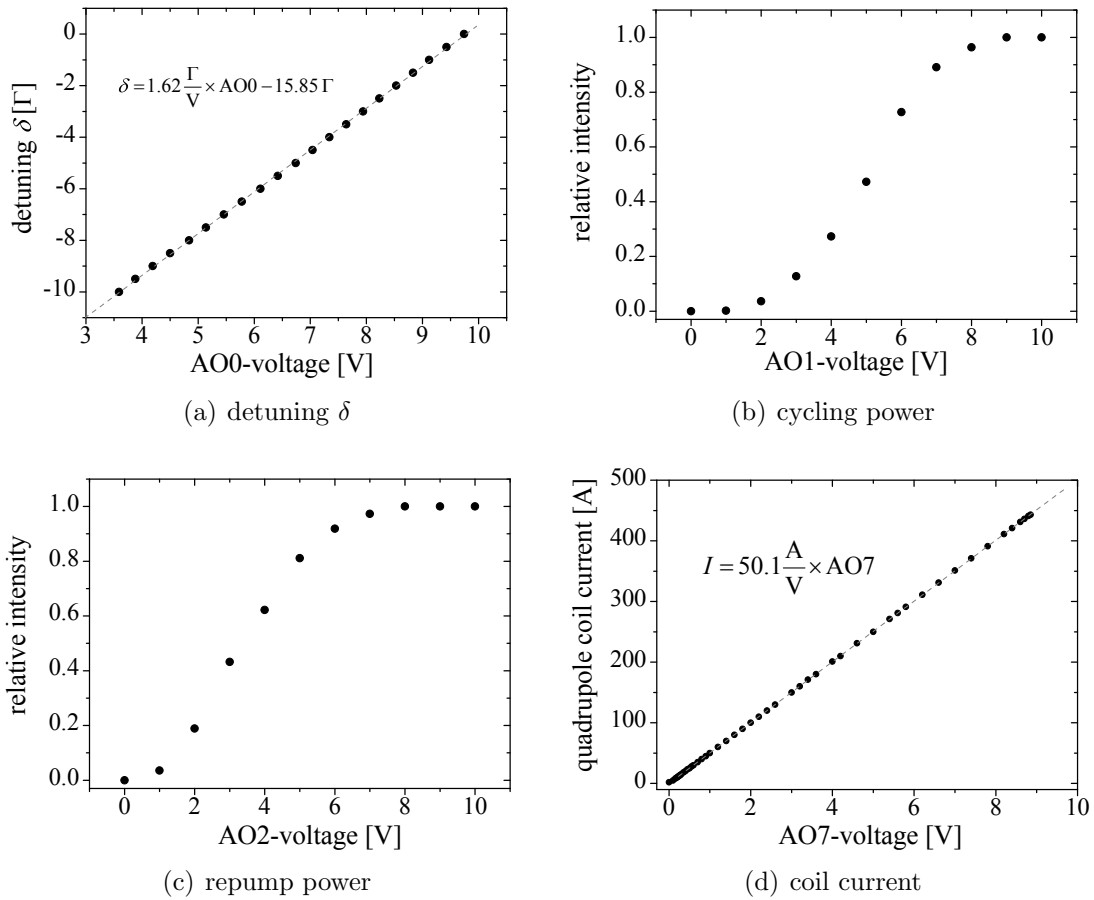 detuning δ [Γ]
0
-2
-4
-6
-8
-10
δ = 1.62 Γ/V × AO0 − 15.85 Γ
3 4 5 6 7 8 9 10
AO0-voltage [V]
(a) detuning δ
relative intensity
1.0
0.8
0.6
0.4
0.2
0.0
0 2 4 6 8 10
AO1-voltage [V]
(b) cycling power
relative intensity
1.0
0.8
0.6
0.4
0.2
0.0
0 2 4 6 8 10
AO2-voltage [V]
(c) repump power
quadrupole coil current [A]
500
400
300
200
100
0
I = 50.1 A/V × AO7
0 2 4 6 8 10
AO7-voltage [V]
(d) coil current